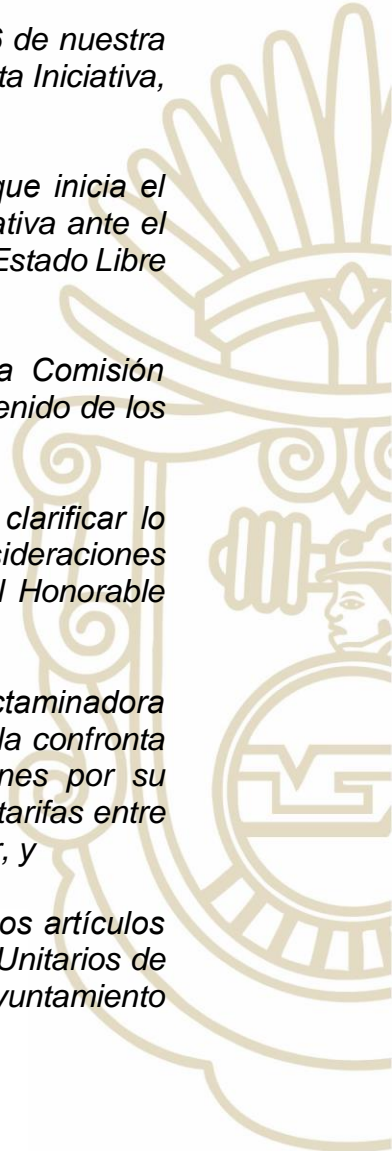 6 de nuestra
ta Iniciativa,
que inicia el
ativa ante el
Estado Libre
a Comisión
enido de los
clarificar lo
sideraciones
l Honorable
ctaminadora
la confronta
nes por su
tarifas entre
r, y
os artículos
Unitarios de
yuntamiento